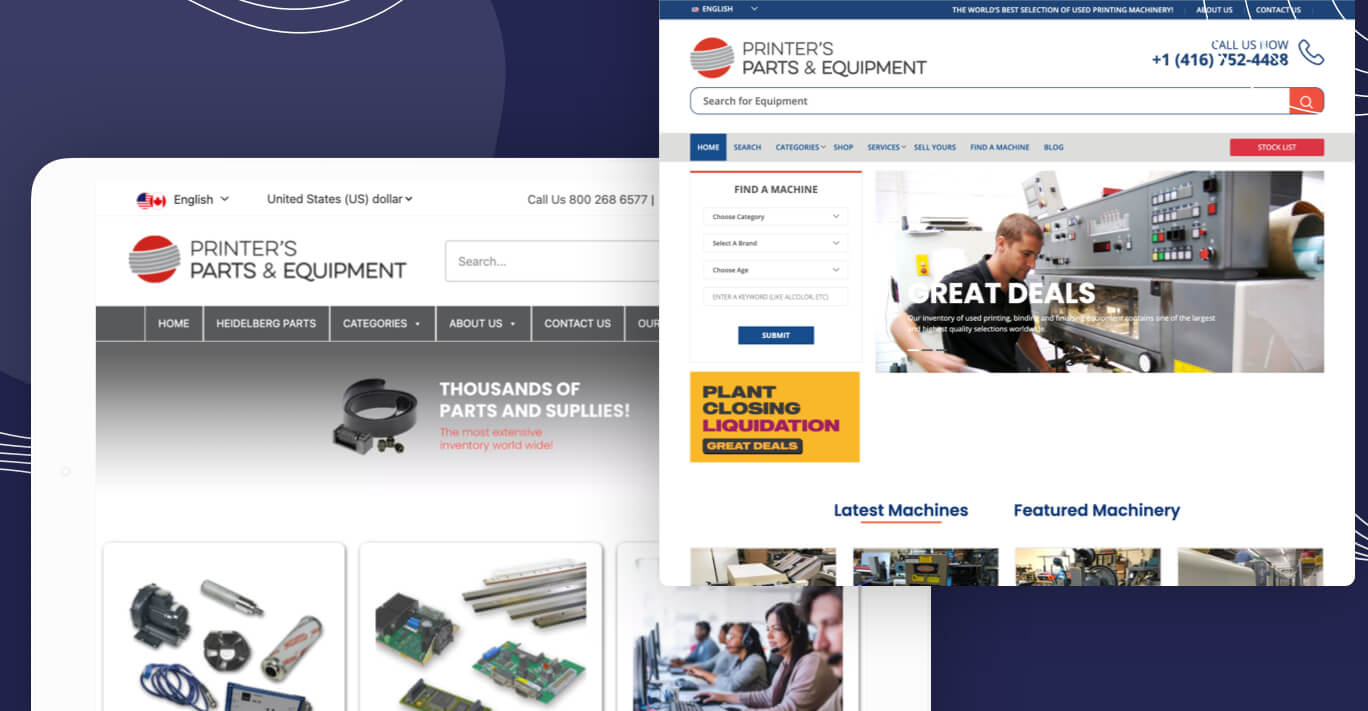 English
United States (US) dollar
Call Us 800 268 6577 |
PRINTER'S
PARTS & EQUIPMENT
Search...
HOME
HEIDELBERG PARTS
CATEGORIES
ABOUT US
CONTACT US
OUR
THOUSANDS OF
PARTS AND SUPLLIES!
The most extensive
inventory world wide!
ENGLISH
THE WORLD'S BEST SELECTION OF USED PRINTING MACHINERY!
ABOUT US
CONTACT US
PRINTER'S
PARTS & EQUIPMENT
CALL US NOW
+1 (416) 752-4488
Search for Equipment
HOME
SEARCH
CATEGORIES
SHOP
SERVICES
SELL YOURS
FIND A MACHINE
BLOG
STOCK LIST
FIND A MACHINE
Choose Category
Select A Brand
Choose Age
ENTER A KEYWORD (LIKE ALCOLOR, ETC)
SUBMIT
GREAT DEALS
Our inventory of used printing, binding and finishing equipment contains one of the largest
and highest quality selections worldwide.
PLANT
CLOSING
LIQUIDATION
GREAT DEALS
Latest Machines
Featured Machinery